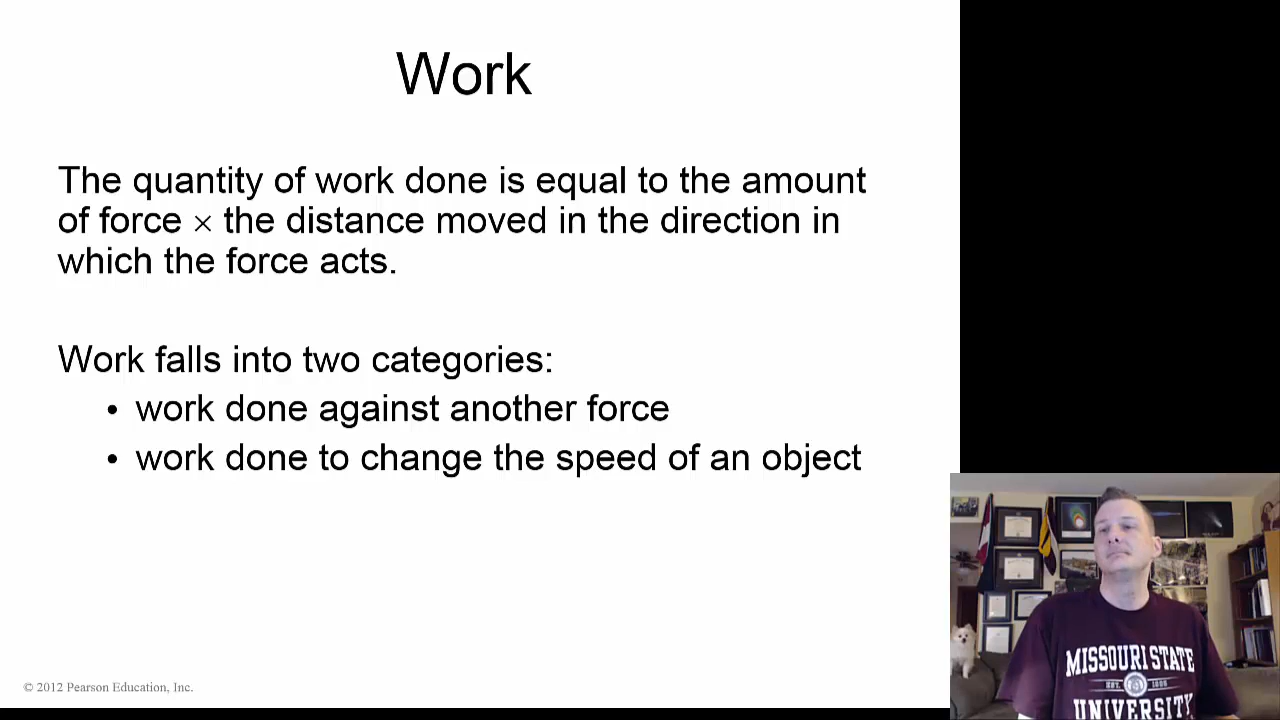 Work
The quantity of work done is equal to the amount
of force × the distance moved in the direction in
which the force acts.
Work falls into two categories:
• work done against another force
• work done to change the speed of an object
© 2012 Pearson Education, Inc.
MISSOURI STATE
EST. 1905
UNIVERSITY